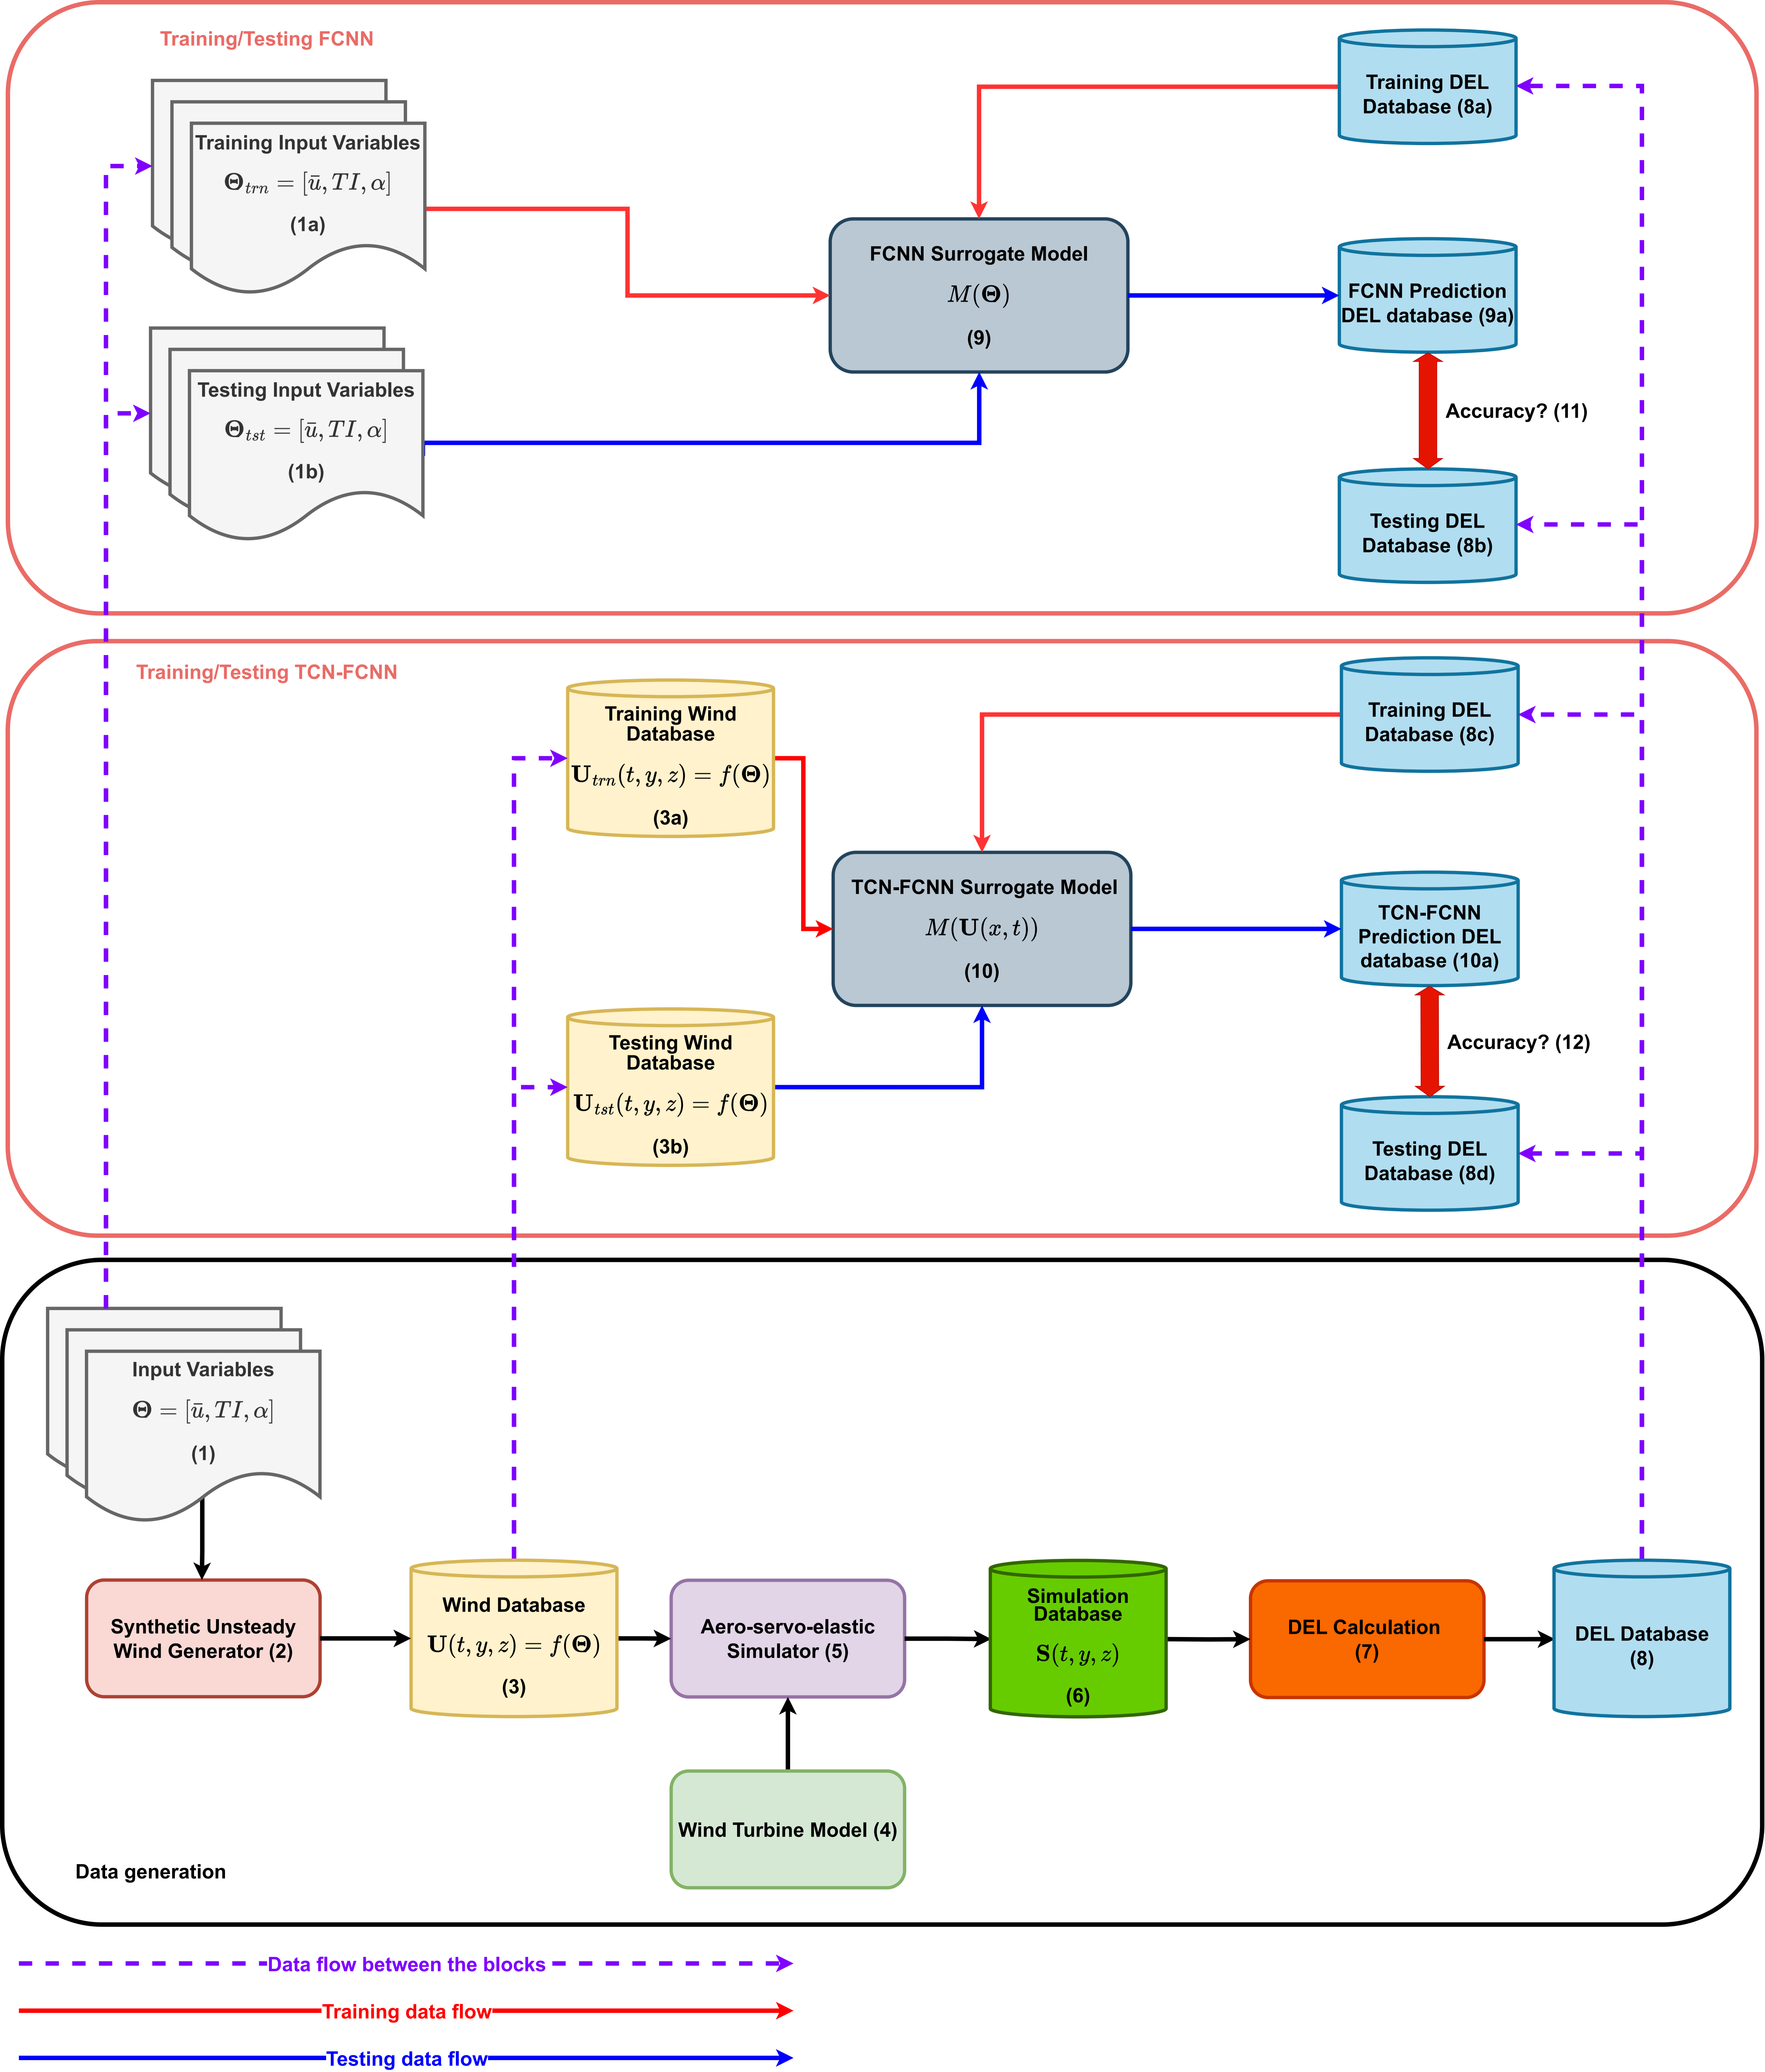 Training/Testing FCNN
Training Input Variables
Θ_trn = [ū, TI, α]
(1a)
Testing Input Variables
Θ_tst = [ū, TI, α]
(1b)
FCNN Surrogate Model
M(Θ)
(9)
Training DEL
Database (8a)
FCNN Prediction
DEL database (9a)
Accuracy? (11)
Testing DEL
Database (8b)
Training/Testing TCN-FCNN
Training Wind
Database
U_trn(t, y, z) = f(Θ)
(3a)
Testing Wind
Database
U_tst(t, y, z) = f(Θ)
(3b)
TCN-FCNN Surrogate Model
M(U(x, t))
(10)
Training DEL
Database (8c)
TCN-FCNN
Prediction DEL
database (10a)
Accuracy? (12)
Testing DEL
Database (8d)
Input Variables
Θ = [ū, TI, α]
(1)
Synthetic Unsteady
Wind Generator (2)
Wind Database
U(t, y, z) = f(Θ)
(3)
Aero-servo-elastic
Simulator (5)
Simulation
Database
S(t, y, z)
(6)
DEL Calculation
(7)
DEL Database
(8)
Wind Turbine Model (4)
Data generation
Data flow between the blocks
Training data flow
Testing data flow